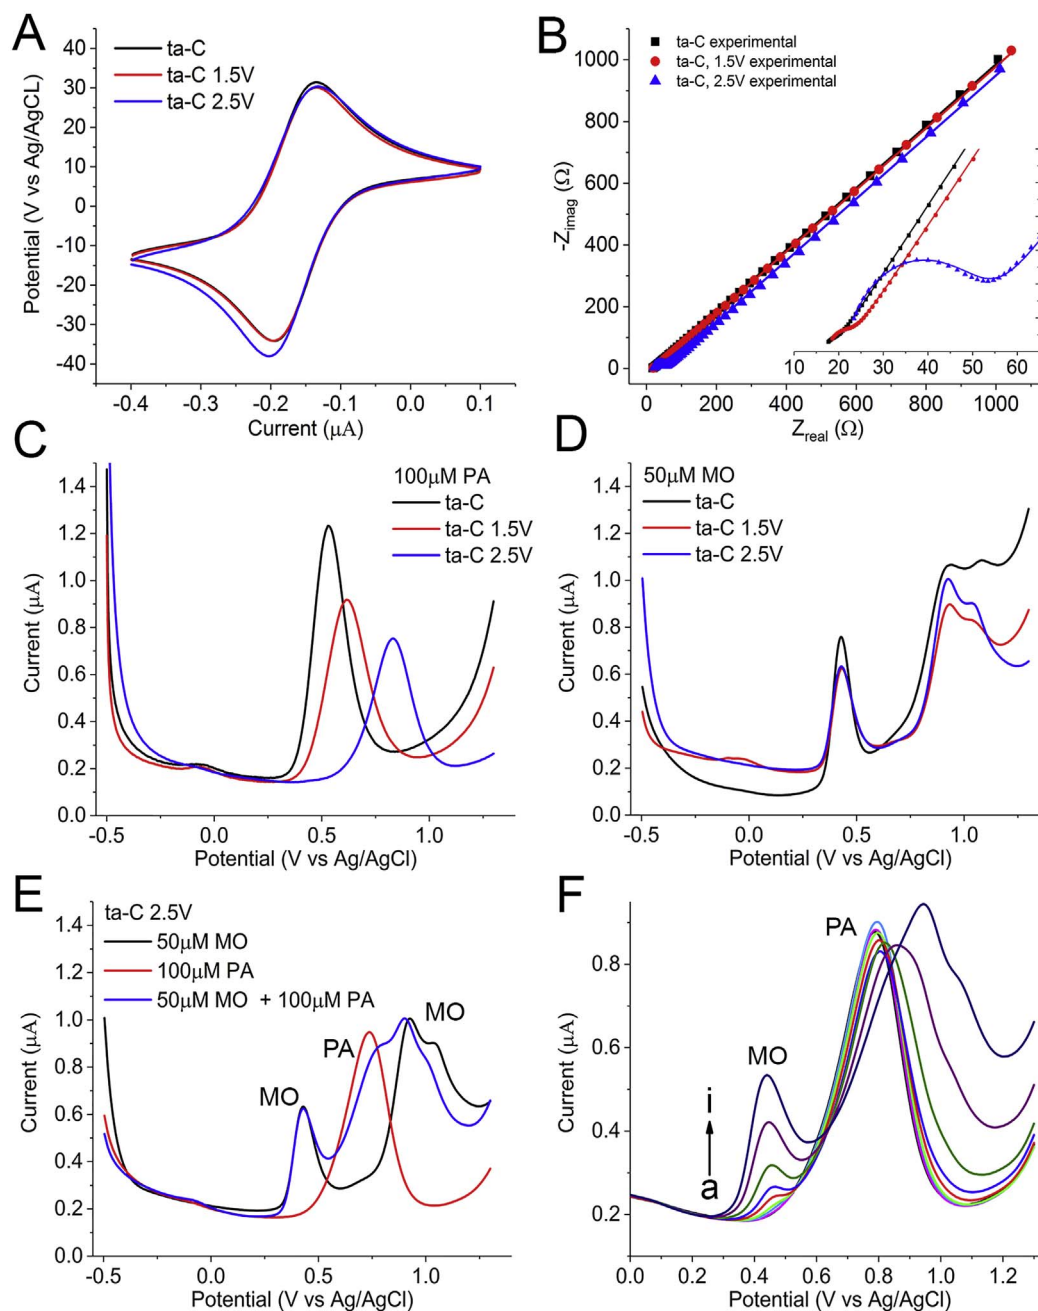 A
ta-C
ta-C 1.5V
ta-C 2.5V
Potential (V vs Ag/AgCL)
40
30
20
10
0
-10
-20
-30
-40
-0.4 -0.3 -0.2 -0.1 0.0 0.1
Current (μA)
B
ta-C experimental
ta-C, 1.5V experimental
ta-C, 2.5V experimental
-Zimag (Ω)
-1000
800
600
400
200
0
10 20 30 40 50 60
0 200 400 600 800 1000
Zreal (Ω)
C
100μM PA
ta-C
ta-C 1.5V
ta-C 2.5V
Current (μA)
1.4
1.2
1.0
0.8
0.6
0.4
0.2
0.0
-0.5 0.0 0.5 1.0
Potential (V vs Ag/AgCl)
D
50μM MO
ta-C
ta-C 1.5V
ta-C 2.5V
Current (μA)
1.4
1.2
1.0
0.8
0.6
0.4
0.2
0.0
-0.5 0.0 0.5 1.0
Potential (V vs Ag/AgCl)
E
ta-C 2.5V
50μM MO
100μM PA
50μM MO + 100μM PA
MO
PA
MO
Current (μA)
1.4
1.2
1.0
0.8
0.6
0.4
0.2
0.0
-0.5 0.0 0.5 1.0
Potential (V vs Ag/AgCl)
F
PA
MO
i
a
Current (μA)
0.8
0.6
0.4
0.2
0.0 0.2 0.4 0.6 0.8 1.0 1.2
Potential (V vs Ag/AgCl)